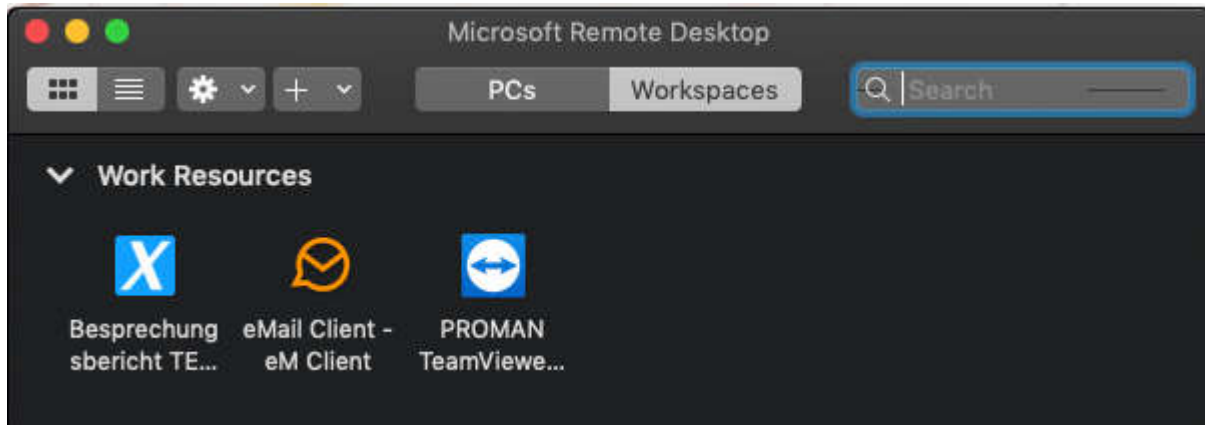 Microsoft Remote Desktop
PCs Workspaces Search
Work Resources
X
Besprechung eMail Client - PROMAN
sbericht TE... eM Client TeamViewe...